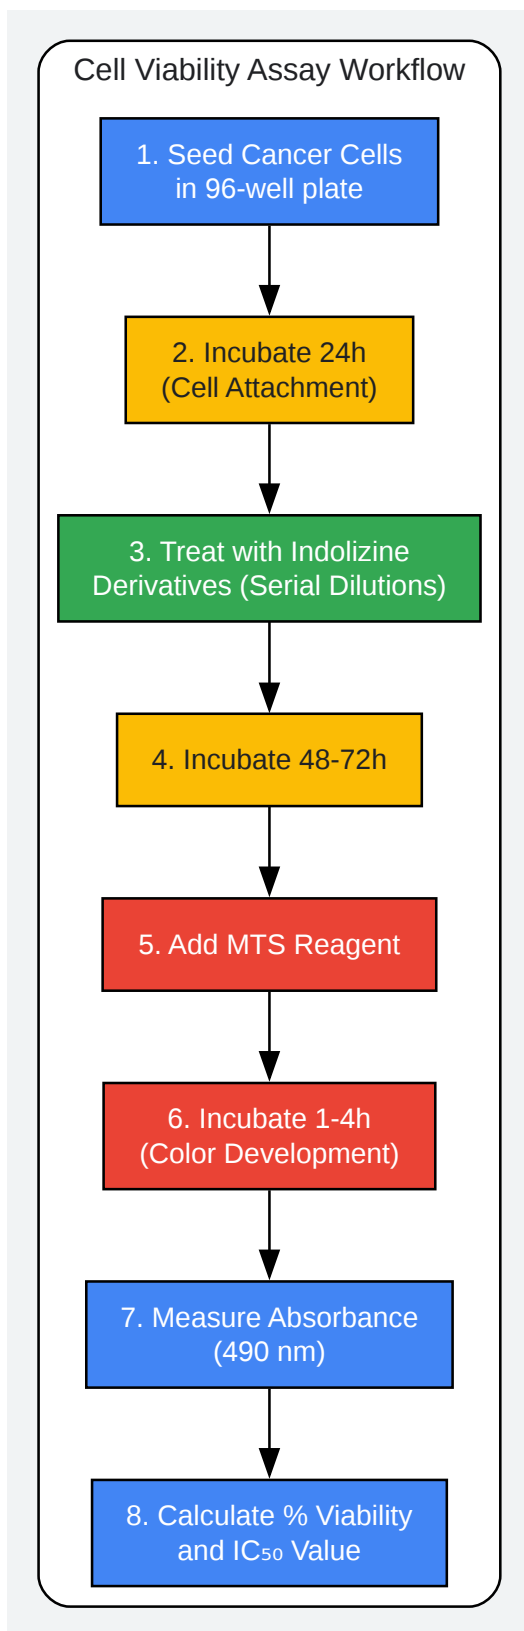 Cell Viability Assay Workflow
1. Seed Cancer Cells
in 96-well plate
2. Incubate 24h
(Cell Attachment)
3. Treat with Indolizine
Derivatives (Serial Dilutions)
4. Incubate 48-72h
5. Add MTS Reagent
6. Incubate 1-4h
(Color Development)
7. Measure Absorbance
(490 nm)
8. Calculate % Viability
and IC₅₀ Value